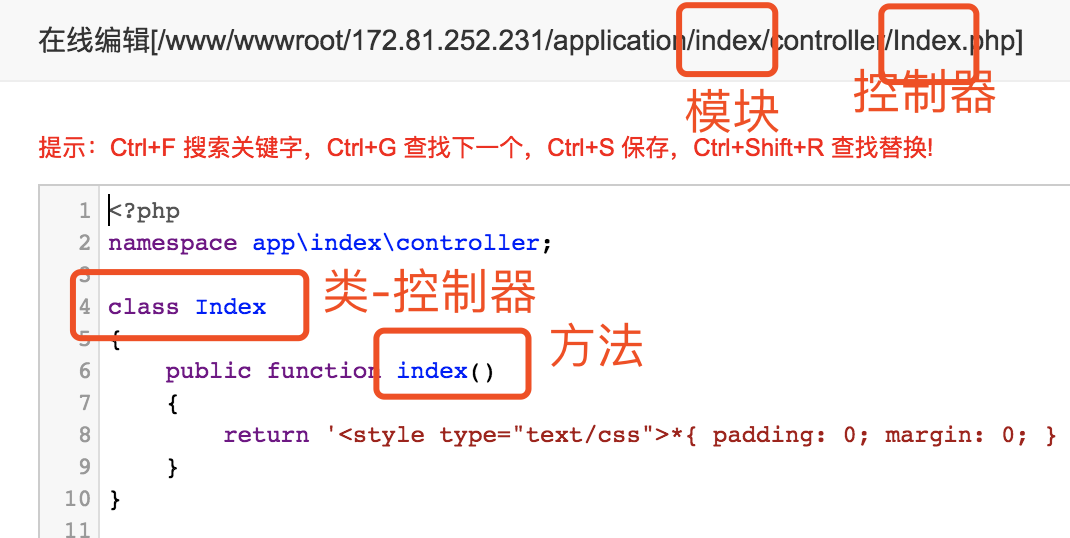 在线编辑[/www/wwwroot/172.81.252.231/application/index/controller/Index.php]
模块
控制器
提示：Ctrl+F 搜索关键字，Ctrl+G 查找下一个，Ctrl+S 保存，Ctrl+Shift+R 查找替换!
1 <?php
2 namespace app\index\controller;
3
4 class Index
类-控制器
5 {
方法
6 public function index()
7 {
8 return '<style type="text/css">*{ padding: 0; margin: 0; }
9 }
10 }
11